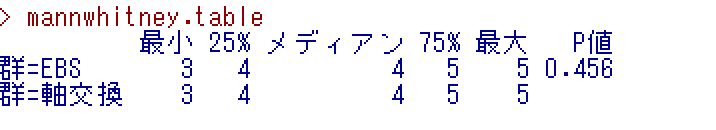 > mannwhitney.table
最小 25% メディアン 75% 最大 P値
群=EBS 3 4 4 5 5 0.456
群=軸交換 3 4 4 5 5